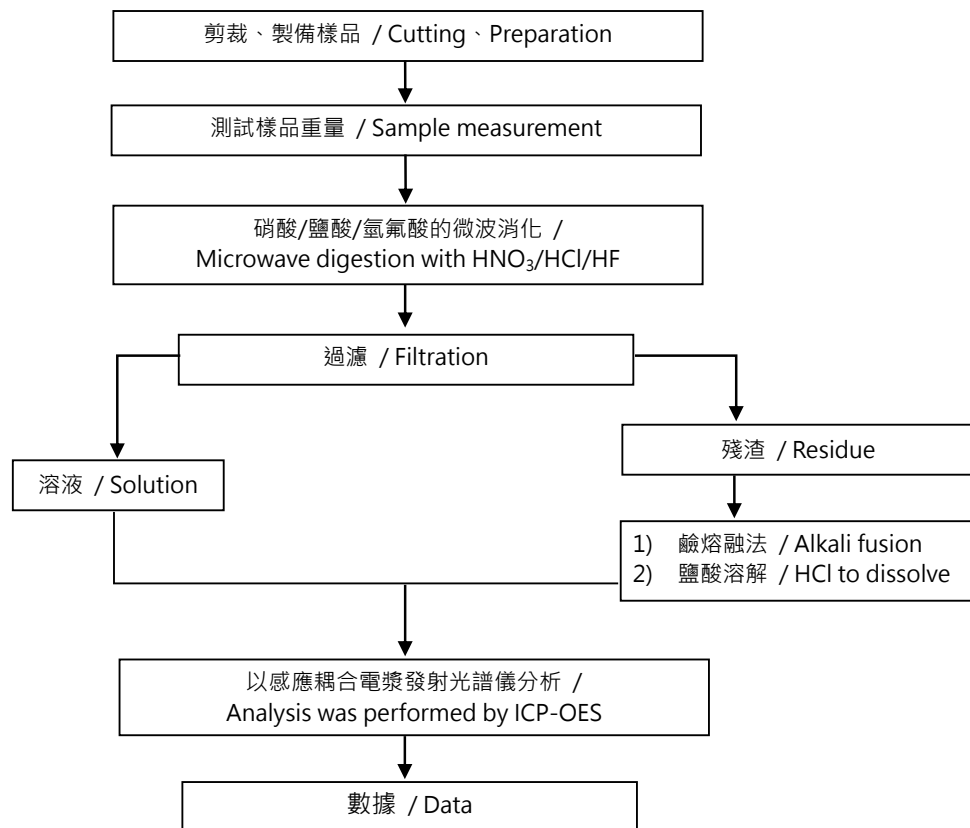 剪裁、製備樣品 / Cutting、Preparation
測試樣品重量 / Sample measurement
硝酸/鹽酸/氫氟酸的微波消化 /
Microwave digestion with HNO₃/HCl/HF
過濾 / Filtration
溶液 / Solution
殘渣 / Residue
1) 鹼熔融法 / Alkali fusion
2) 鹽酸溶解 / HCl to dissolve
以感應耦合電漿發射光譜儀分析 /
Analysis was performed by ICP-OES
數據 / Data